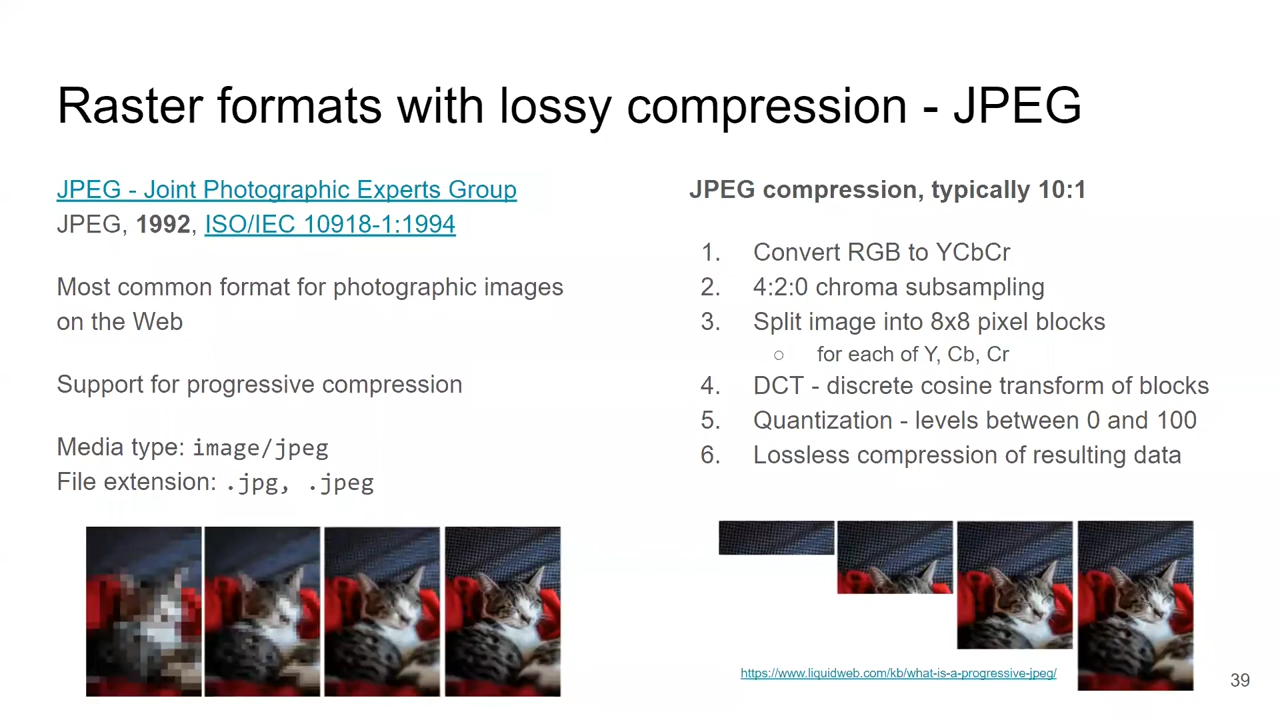 Raster formats with lossy compression - JPEG
JPEG - Joint Photographic Experts Group
JPEG, 1992, ISO/IEC 10918-1:1994
Most common format for photographic images
on the Web
Support for progressive compression
Media type: image/jpeg
File extension: .jpg, .jpeg
JPEG compression, typically 10:1
1. Convert RGB to YCbCr
2. 4:2:0 chroma subsampling
3. Split image into 8x8 pixel blocks
○ for each of Y, Cb, Cr
4. DCT - discrete cosine transform of blocks
5. Quantization - levels between 0 and 100
6. Lossless compression of resulting data
https://www.liquidweb.com/kb/what-is-a-progressive-jpeg/
39